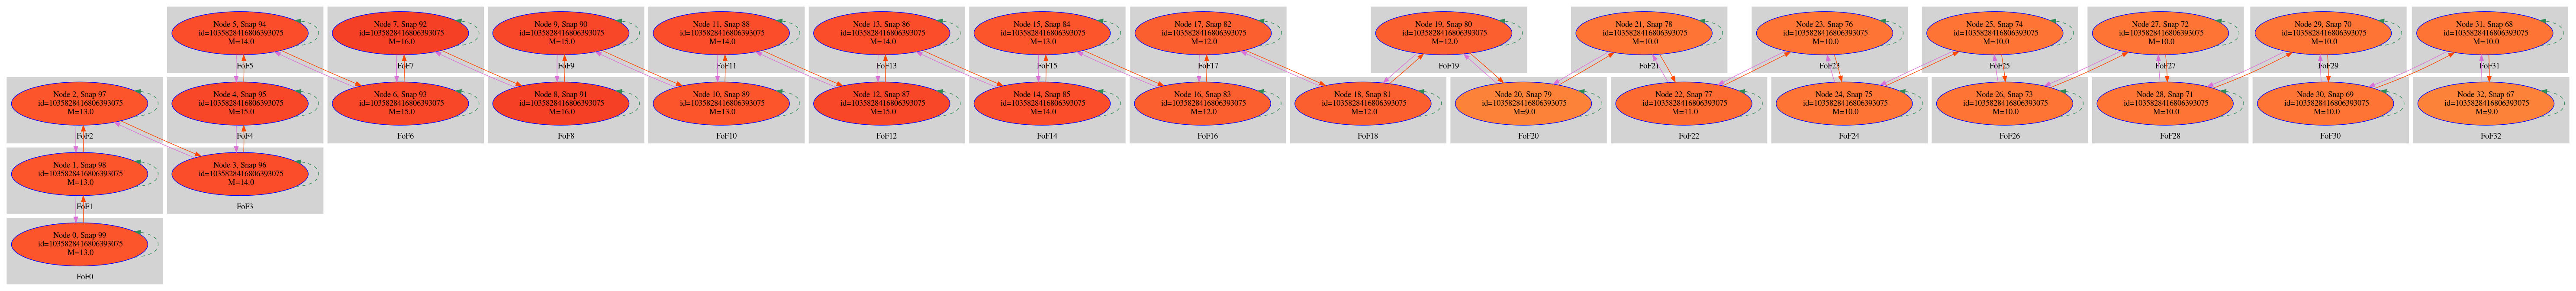 Node 5, Snap 94
id=1035828416806393075
M=14.0
FoF5
Node 7, Snap 92
id=1035828416806393075
M=16.0
FoF7
Node 9, Snap 90
id=1035828416806393075
M=15.0
FoF9
Node 11, Snap 88
id=1035828416806393075
M=14.0
FoF11
Node 13, Snap 86
id=1035828416806393075
M=14.0
FoF13
Node 15, Snap 84
id=1035828416806393075
M=13.0
FoF15
Node 17, Snap 82
id=1035828416806393075
M=12.0
FoF17
Node 19, Snap 80
id=1035828416806393075
M=12.0
FoF19
Node 21, Snap 78
id=1035828416806393075
M=10.0
FoF21
Node 23, Snap 76
id=1035828416806393075
M=10.0
FoF23
Node 25, Snap 74
id=1035828416806393075
M=10.0
FoF25
Node 27, Snap 72
id=1035828416806393075
M=10.0
FoF27
Node 29, Snap 70
id=1035828416806393075
M=10.0
FoF29
Node 31, Snap 68
id=1035828416806393075
M=10.0
FoF31
Node 2, Snap 97
id=1035828416806393075
M=13.0
FoF2
Node 4, Snap 95
id=1035828416806393075
M=15.0
FoF4
Node 6, Snap 93
id=1035828416806393075
M=15.0
FoF6
Node 8, Snap 91
id=1035828416806393075
M=16.0
FoF8
Node 10, Snap 89
id=1035828416806393075
M=13.0
FoF10
Node 12, Snap 87
id=1035828416806393075
M=15.0
FoF12
Node 14, Snap 85
id=1035828416806393075
M=14.0
FoF14
Node 16, Snap 83
id=1035828416806393075
M=12.0
FoF16
Node 18, Snap 81
id=1035828416806393075
M=12.0
FoF18
Node 20, Snap 79
id=1035828416806393075
M=9.0
FoF20
Node 22, Snap 77
id=1035828416806393075
M=11.0
FoF22
Node 24, Snap 75
id=1035828416806393075
M=10.0
FoF24
Node 26, Snap 73
id=1035828416806393075
M=10.0
FoF26
Node 28, Snap 71
id=1035828416806393075
M=10.0
FoF28
Node 30, Snap 69
id=1035828416806393075
M=10.0
FoF30
Node 32, Snap 67
id=1035828416806393075
M=9.0
FoF32
Node 1, Snap 98
id=1035828416806393075
M=13.0
FoF1
Node 3, Snap 96
id=1035828416806393075
M=14.0
FoF3
Node 0, Snap 99
id=1035828416806393075
M=13.0
FoF0